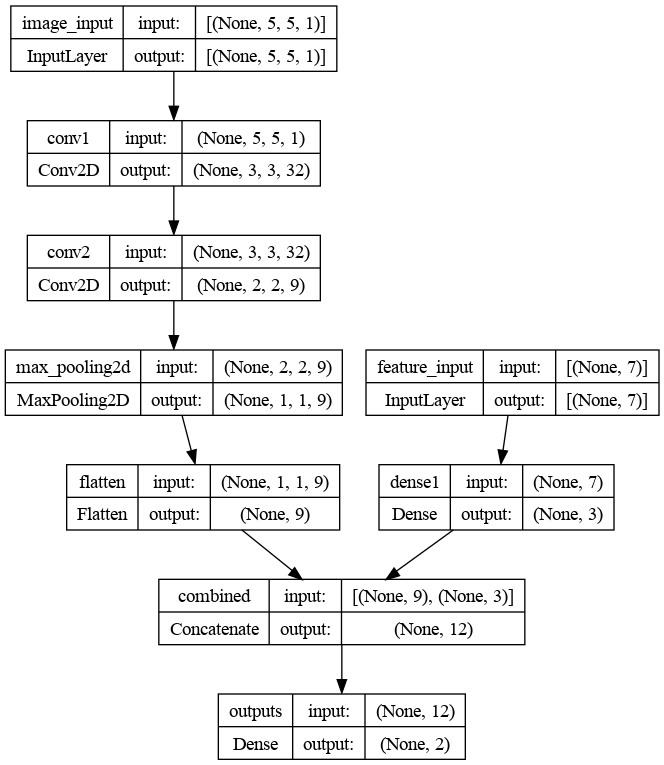 image_input input: [(None, 5, 5, 1)]
InputLayer output: [(None, 5, 5, 1)]
conv1 input: (None, 5, 5, 1)
Conv2D output: (None, 3, 3, 32)
conv2 input: (None, 3, 3, 32)
Conv2D output: (None, 2, 2, 9)
max_pooling2d input: (None, 2, 2, 9)
MaxPooling2D output: (None, 1, 1, 9)
feature_input input: [(None, 7)]
InputLayer output: [(None, 7)]
flatten input: (None, 1, 1, 9)
Flatten output: (None, 9)
dense1 input: (None, 7)
Dense output: (None, 3)
combined input: [(None, 9), (None, 3)]
Concatenate output: (None, 12)
outputs input: (None, 12)
Dense output: (None, 2)